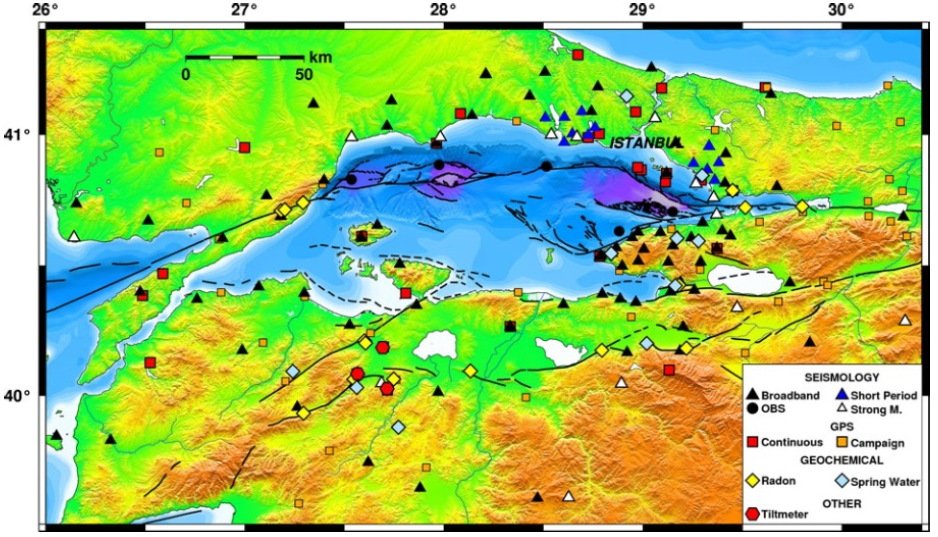 26° 27° 28° 29° 30°
km
0 50
41°
ISTANBUL
40°
SEISMOLOGY
Broadband Short Period
OBS Strong M.
GPS
Continuous Campaign
GEOCHEMICAL
Radon Spring Water
OTHER
Tiltmeter